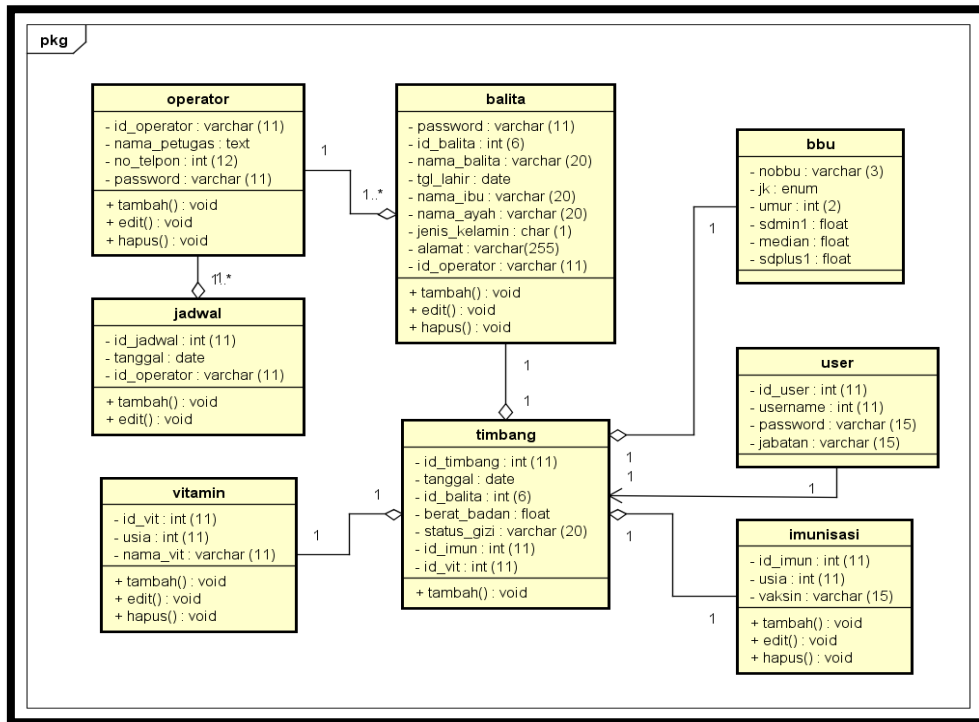 pkg
operator
- id_operator : varchar (11)
- nama_petugas : text
- no_telpon : int (12)
- password : varchar (11)
+ tambah() : void
+ edit() : void
+ hapus() : void
1
1..*
balita
- password : varchar (11)
- id_balita : int (6)
- nama_balita : varchar (20)
- tgl_lahir : date
- nama_ibu : varchar (20)
- nama_ayah : varchar (20)
- jenis_kelamin : char (1)
- alamat : varchar(255)
- id_operator : varchar (11)
+ tambah() : void
+ edit() : void
+ hapus() : void
bbu
- nobbu : varchar (3)
- jk : enum
- umur : int (2)
- sdmin1 : float
- median : float
- sdplus1 : float
1
1
1..*
jadwal
- id_jadwal : int (11)
- tanggal : date
- id_operator : varchar (11)
+ tambah() : void
+ edit() : void
1
1
user
- id_user : int (11)
- username : int (11)
- password : varchar (15)
- jabatan : varchar (15)
timbang
- id_timbang : int (11)
- tanggal : date
- id_balita : int (6)
- berat_badan : float
- status_gizi : varchar (20)
- id_imun : int (11)
- id_vit : int (11)
+ tambah() : void
1
1
1
1
vitamin
- id_vit : int (11)
- usia : int (11)
- nama_vit : varchar (11)
+ tambah() : void
+ edit() : void
+ hapus() : void
1
1
1
imunisasi
- id_imun : int (11)
- usia : int (11)
- vaksin : varchar (15)
+ tambah() : void
+ edit() : void
+ hapus() : void
1